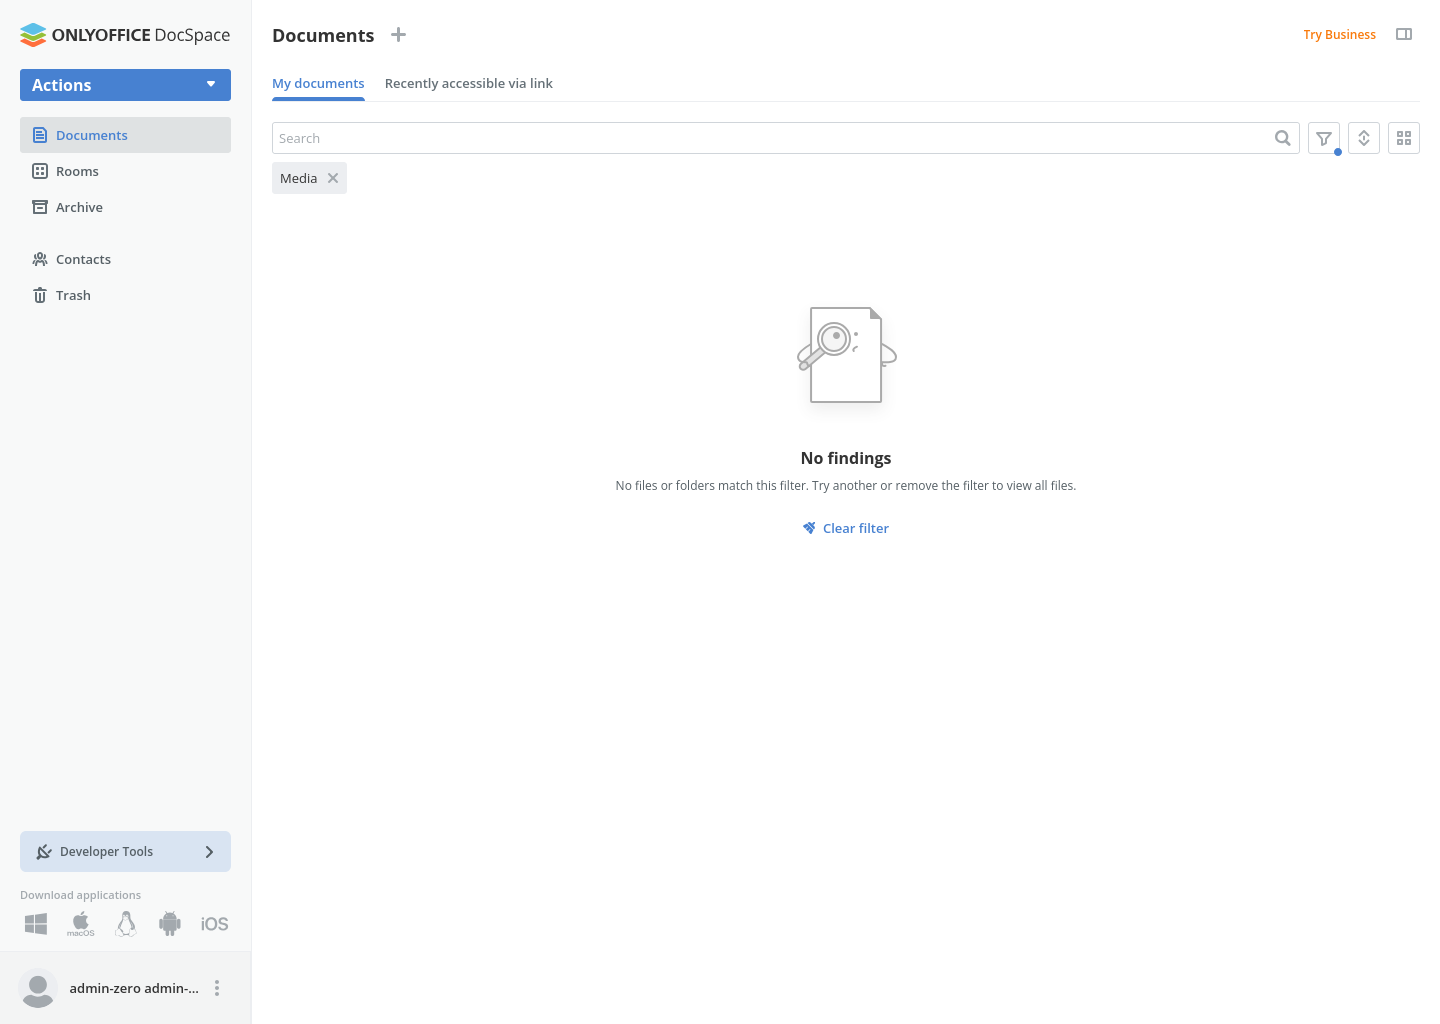 ONLYOFFICE DocSpace
Actions
Documents
Rooms
Archive
Contacts
Trash
Developer Tools
Download applications
macOS
iOS
admin-zero admin-...
Documents
Try Business
My documents
Recently accessible via link
Search
Media
No findings
No files or folders match this filter. Try another or remove the filter to view all files.
Clear filter